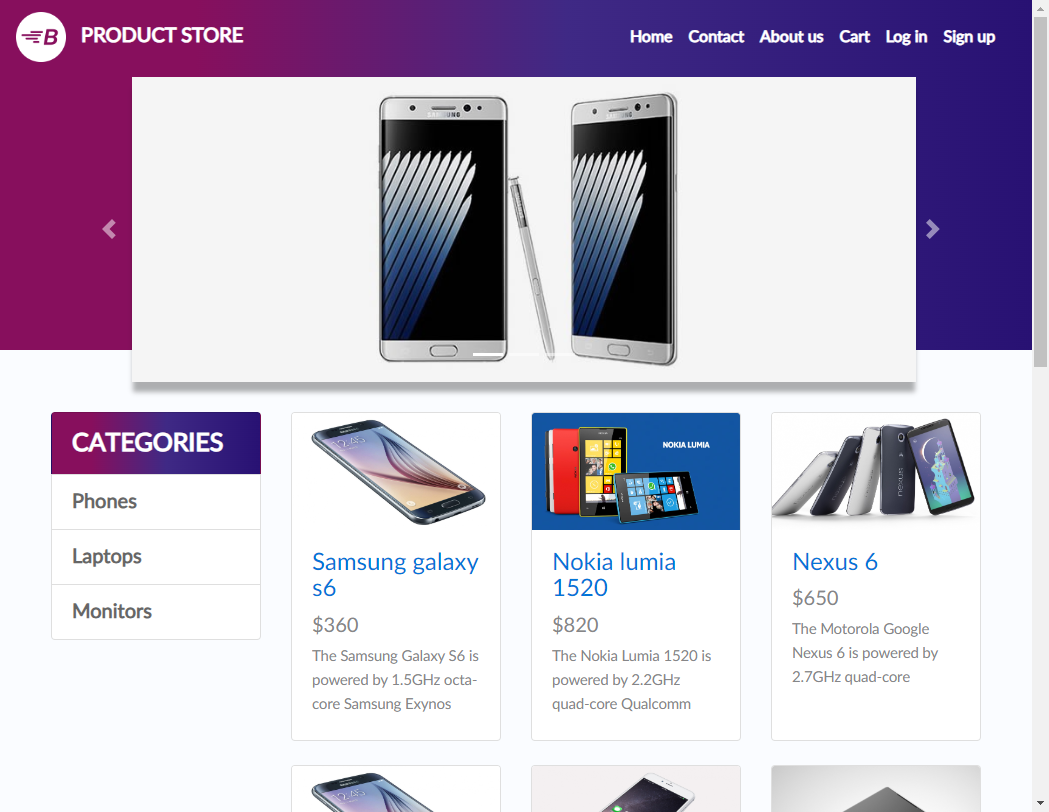 B PRODUCT STORE
Home Contact About us Cart Log in Sign up
SAMSUNG SAMSUNG
CATEGORIES
Phones
Laptops
Monitors
Samsung galaxy
s6
$360
The Samsung Galaxy S6 is
powered by 1.5GHz octa-
core Samsung Exynos
NOKIA LUMIA
Nokia lumia
1520
$820
The Nokia Lumia 1520 is
powered by 2.2GHz
quad-core Qualcomm
nexus
Nexus 6
$650
The Motorola Google
Nexus 6 is powered by
2.7GHz quad-core